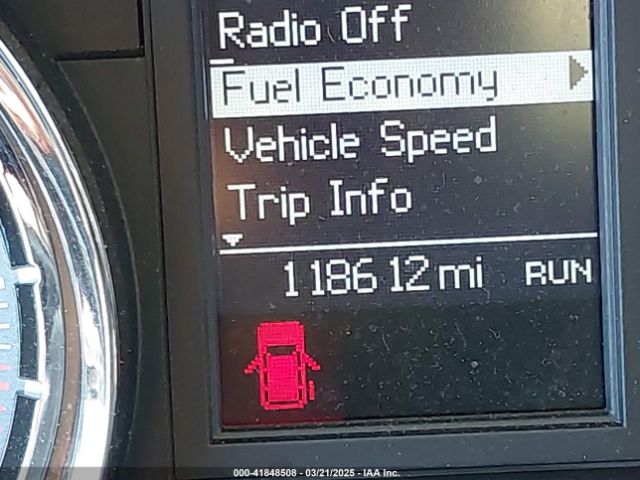 Radio Off
Fuel Economy
Vehicle Speed
Trip Info
118612 mi RUN
000-41848508 - 03/21/2025 - IAA Inc.